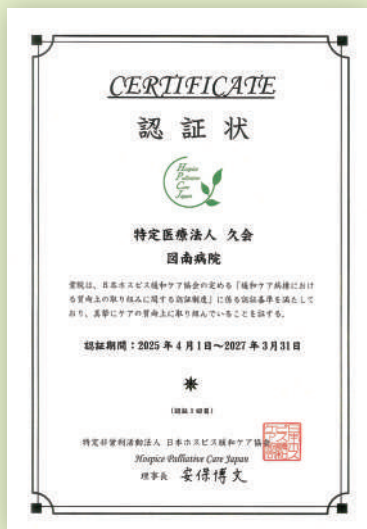 CERTIFICATE
認証状
Hospice
Palliative
Care
Japan
特定医療法人 久会
図南病院
貴院は、日本ホスピス緩和ケア協会の定める「緩和ケア病棟におけ
る質向上の取り組みに関する認証制度」に係る認証基準を満たして
おり、真摯にケアの質向上に取り組んでいることを証する。
認証期間：2025年4月1日～2027年3月31日
特定非営利活動法人 日本ホスピス緩和ケア協会
Hospice Palliative Care Japan
理事長 安保博文